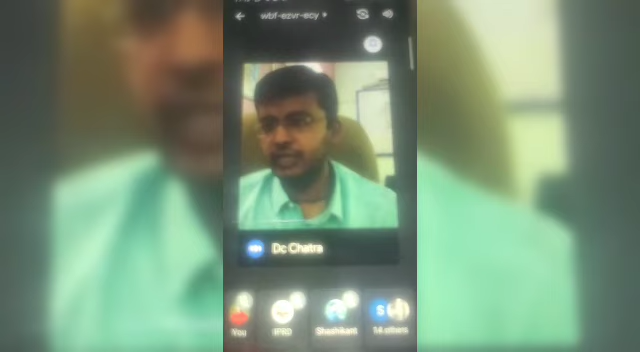 wbf-ezvr-ecy
Dc Chatra
You
IPRD
Shashikant
S
14 others